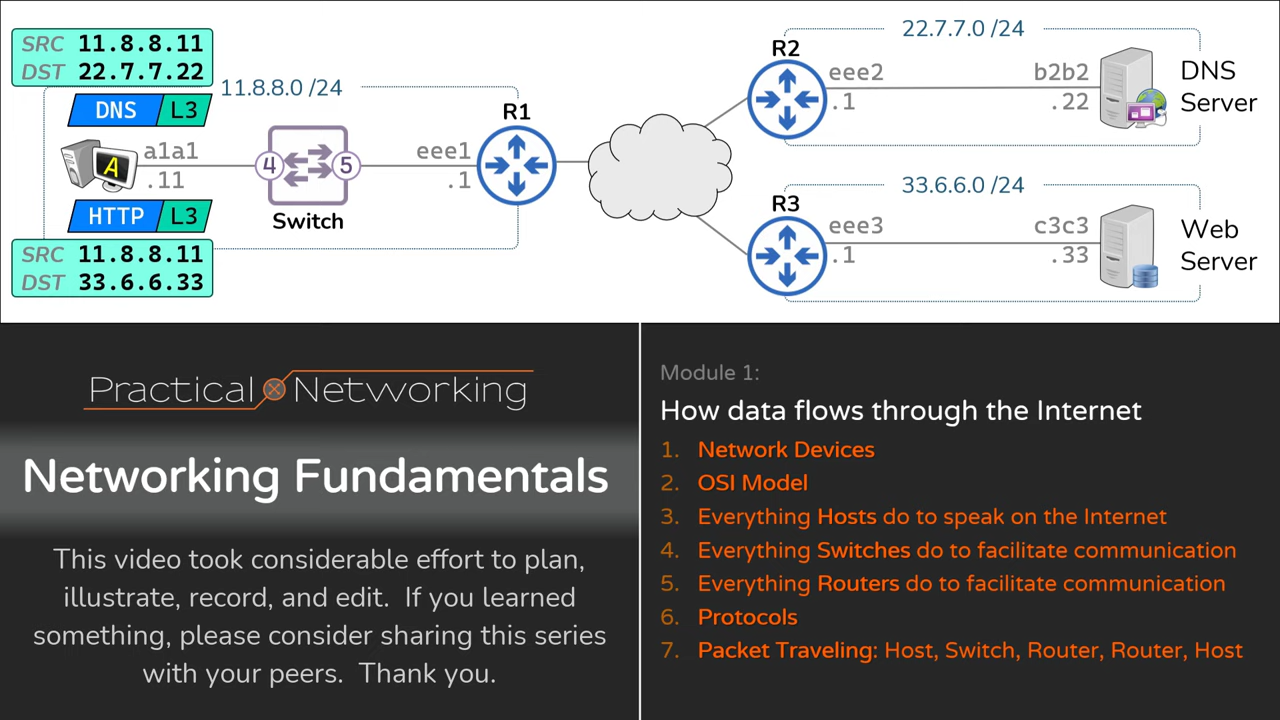 SRC 11.8.8.11
DST 22.7.7.22
DNS L3
11.8.8.0 /24
A
a1a1
.11
4
5
Switch
eee1
.1
R1
HTTP L3
SRC 11.8.8.11
DST 33.6.6.33
22.7.7.0 /24
R2
eee2
.1
b2b2
.22
DNS
Server
33.6.6.0 /24
R3
eee3
.1
c3c3
.33
Web
Server
Practical Networking
Networking Fundamentals
This video took considerable effort to plan,
illustrate, record, and edit. If you learned
something, please consider sharing this series
with your peers. Thank you.
Module 1:
How data flows through the Internet
1. Network Devices
2. OSI Model
3. Everything Hosts do to speak on the Internet
4. Everything Switches do to facilitate communication
5. Everything Routers do to facilitate communication
6. Protocols
7. Packet Traveling: Host, Switch, Router, Router, Host